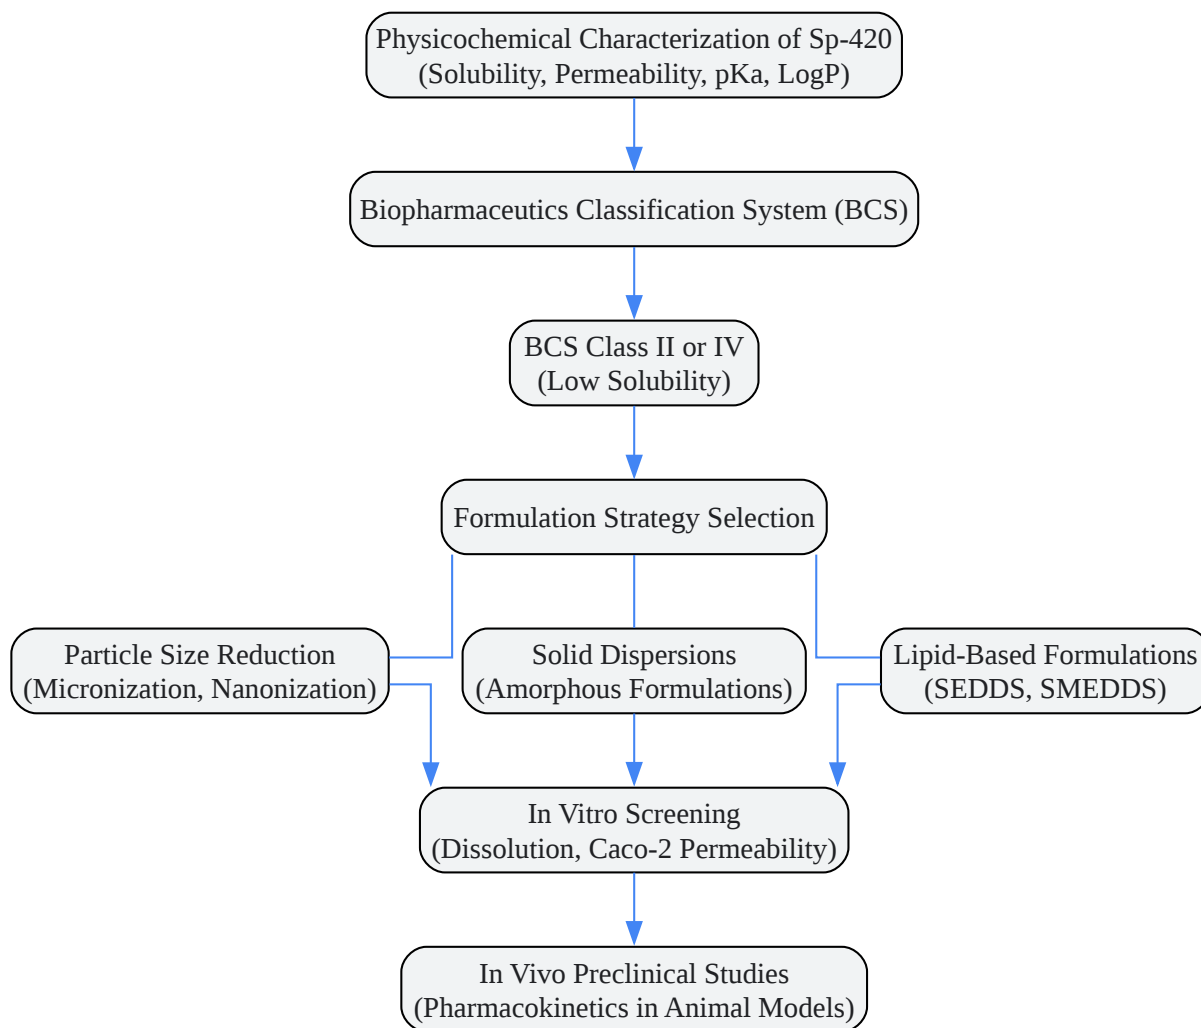 Physicochemical Characterization of Sp-420
(Solubility, Permeability, pKa, LogP)
Biopharmaceutics Classification System (BCS)
BCS Class II or IV
(Low Solubility)
Formulation Strategy Selection
Particle Size Reduction
(Micronization, Nanonization)
Solid Dispersions
(Amorphous Formulations)
Lipid-Based Formulations
(SEDDS, SMEDDS)
In Vitro Screening
(Dissolution, Caco-2 Permeability)
In Vivo Preclinical Studies
(Pharmacokinetics in Animal Models)